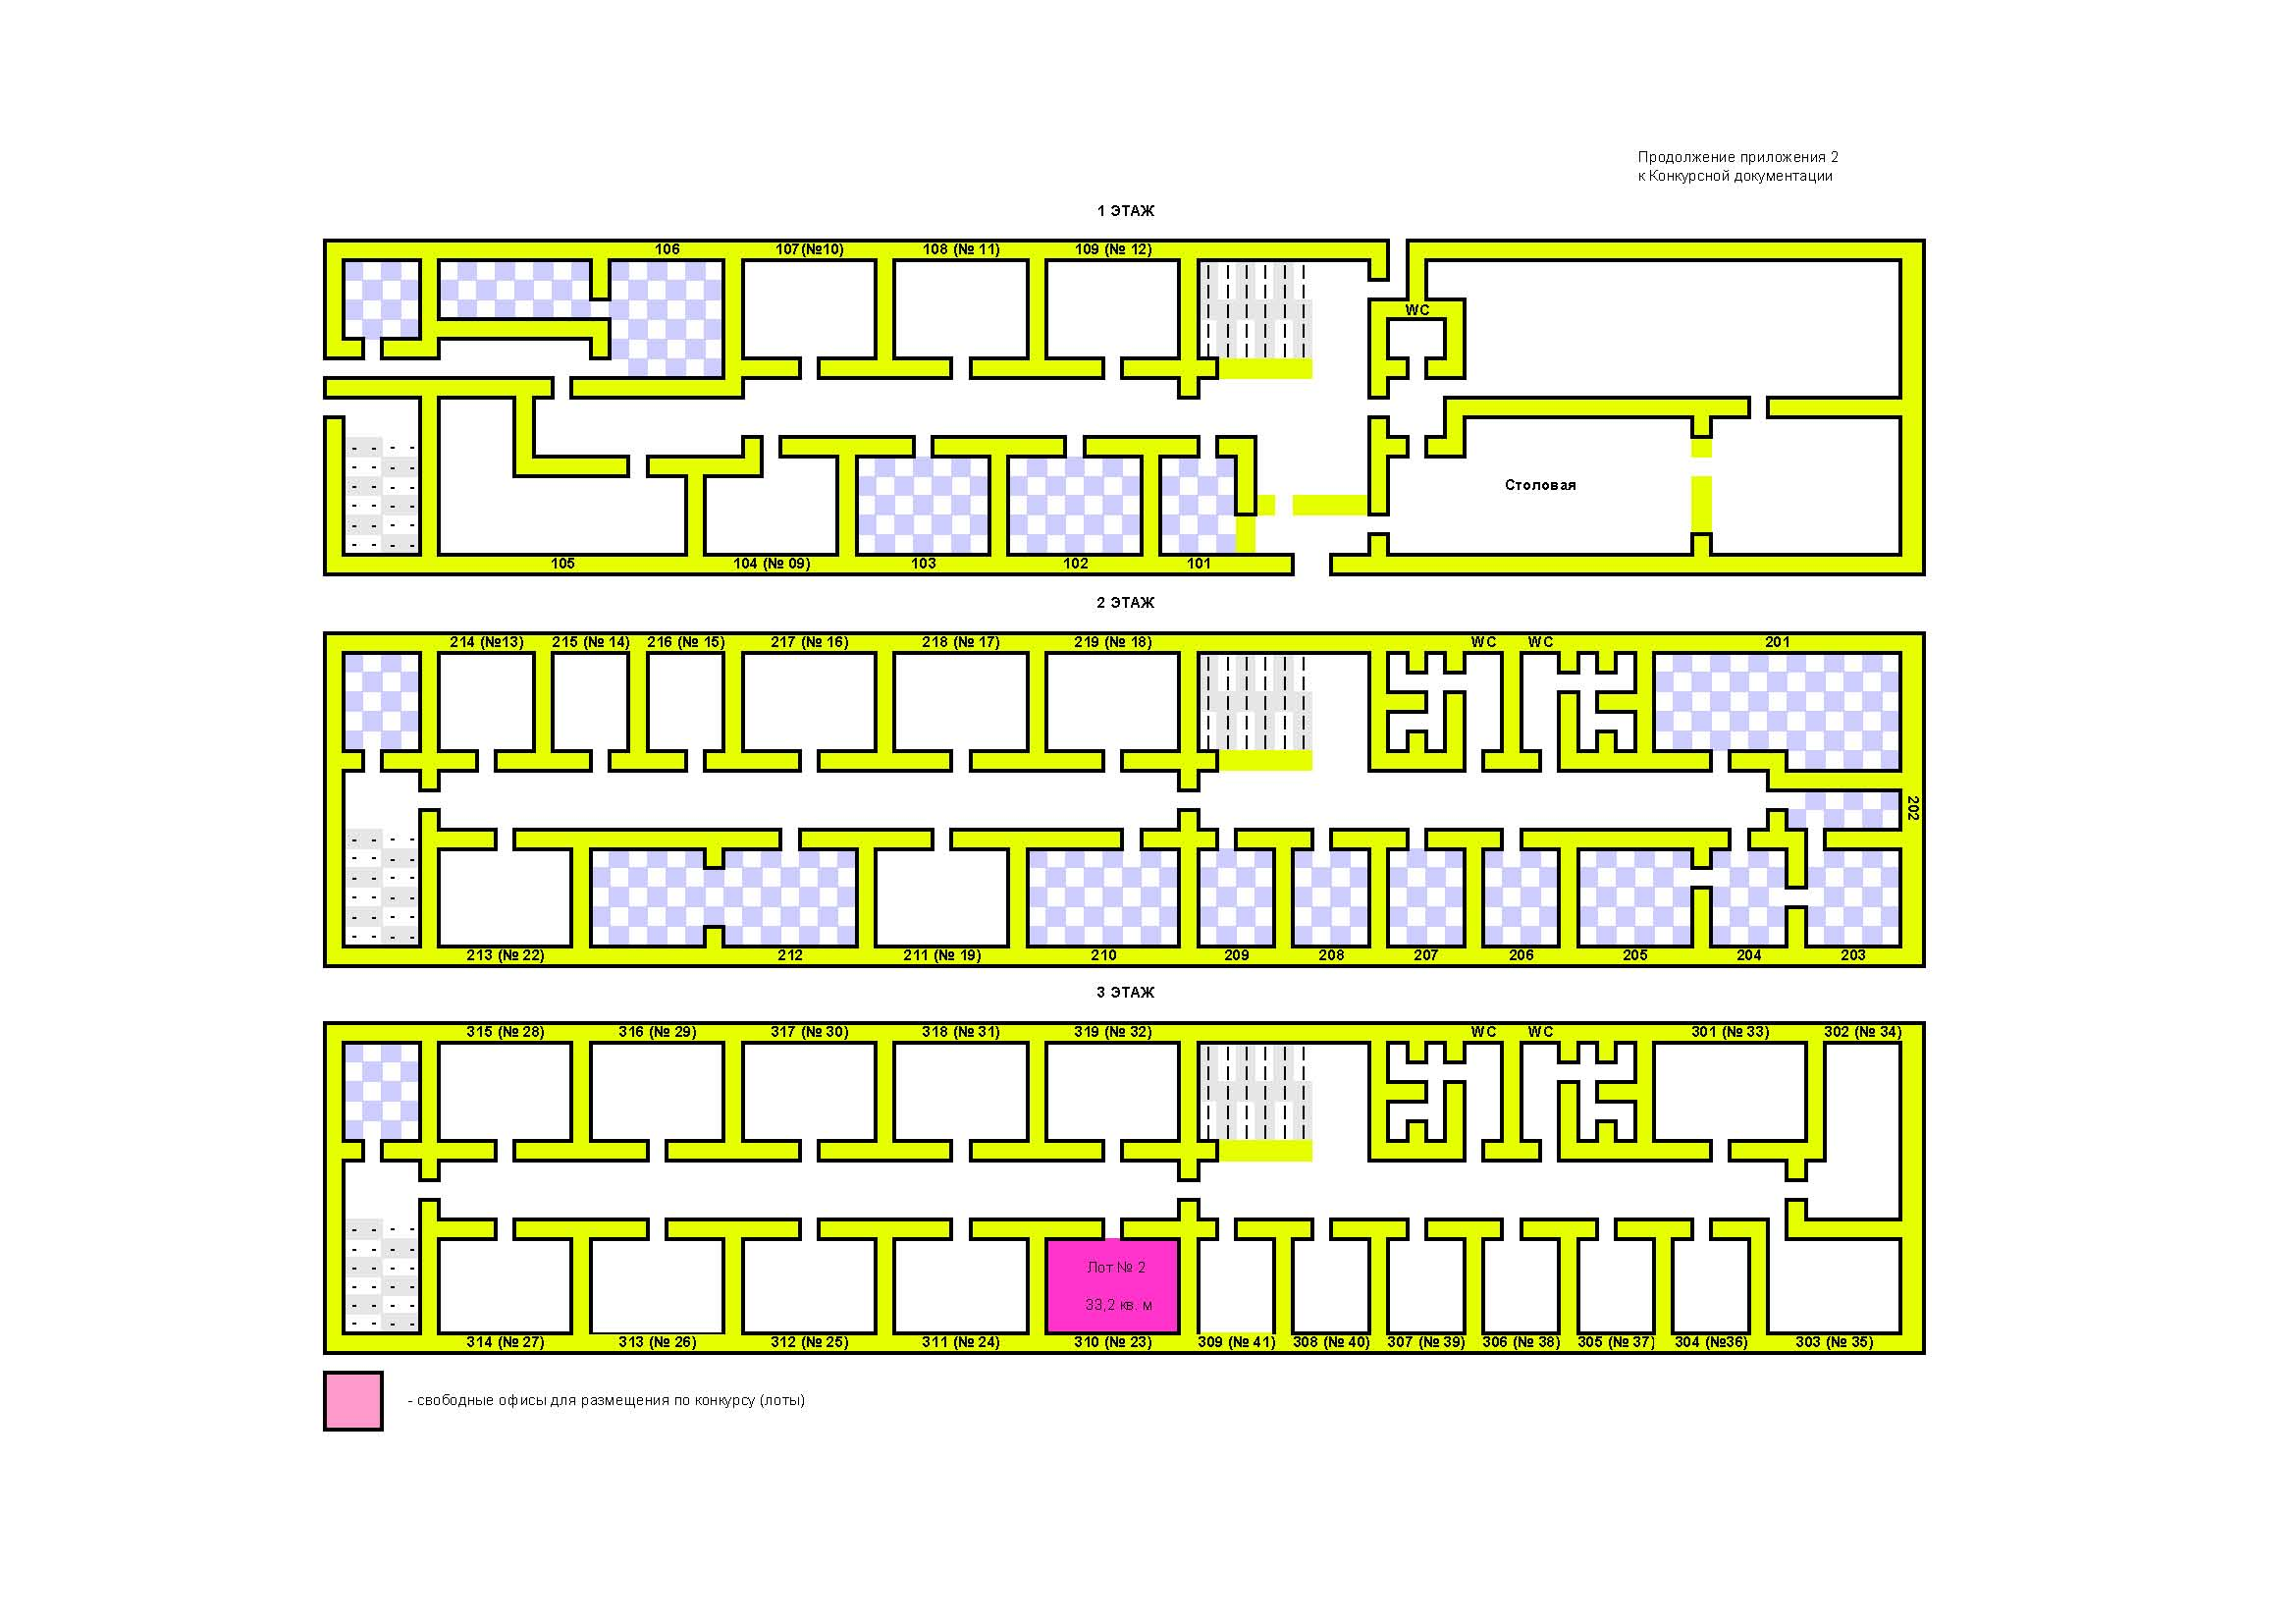 Продолжение приложения 2
к Конкурсной документации
1 ЭТАЖ
106 107(№10) 108 (№ 11) 109 (№ 12)
WC
Столовая
105 104 (№ 09) 103 102 101
2 ЭТАЖ
214 (№13) 215 (№ 14) 216 (№ 15) 217 (№ 16) 218 (№ 17) 219 (№ 18) WC WC 201
202
213 (№ 22) 212 211 (№ 19) 210 209 208 207 206 205 204 203
3 ЭТАЖ
315 (№ 28) 316 (№ 29) 317 (№ 30) 318 (№ 31) 319 (№ 32) WC WC 301 (№ 33) 302 (№ 34)
Лот № 2
33,2 кв. м
314 (№ 27) 313 (№ 26) 312 (№ 25) 311 (№ 24) 310 (№ 23) 309 (№ 41) 308 (№ 40) 307 (№ 39) 306 (№ 38) 305 (№ 37) 304 (№36) 303 (№ 35)
- свободные офисы для размещения по конкурсу (лоты)